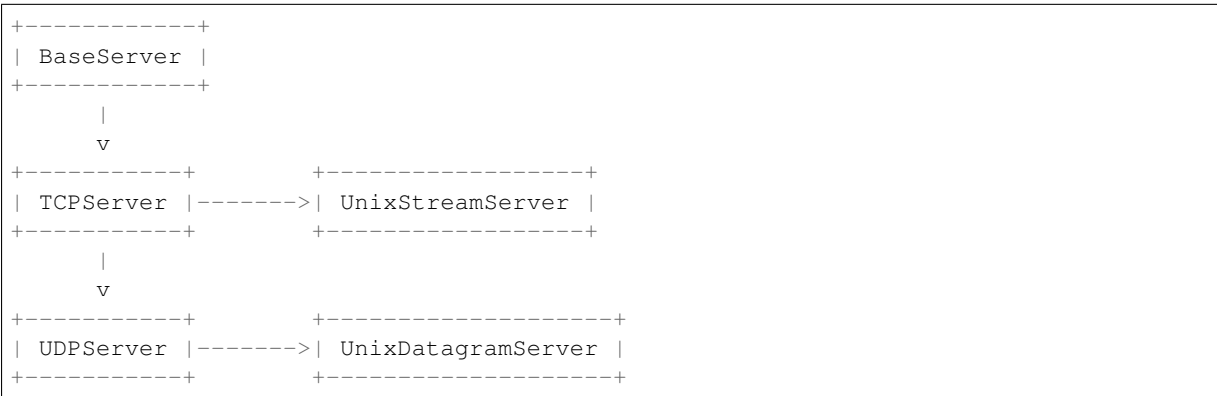 +------------+
| BaseServer |
+------------+
      |
      v
+-----------+        +------------------+
| TCPServer |------->| UnixStreamServer |
+-----------+        +------------------+
      |
      v
+-----------+        +--------------------+
| UDPServer |------->| UnixDatagramServer |
+-----------+        +--------------------+